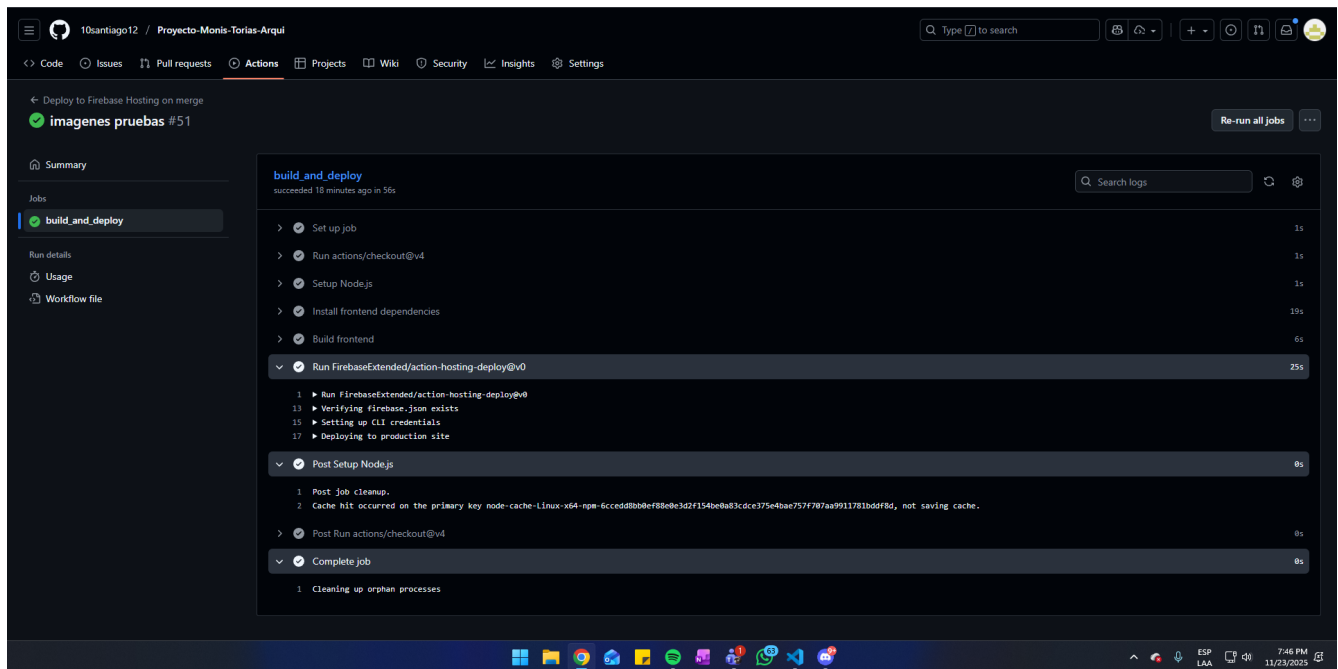 10santiago12 / Proyecto-Monis-Torias-Arqui
Type / to search
Code Issues Pull requests Actions Projects Wiki Security Insights Settings
← Deploy to Firebase Hosting on merge
imagenes pruebas #51
Re-run all jobs
Summary
Jobs
build_and_deploy
Run details
Usage
Workflow file
build_and_deploy
succeeded 18 minutes ago in 56s
Search logs
Set up job 1s
Run actions/checkout@v4 1s
Setup Node.js 1s
Install frontend dependencies 19s
Build frontend 6s
Run FirebaseExtended/action-hosting-deploy@v0 25s
1 ▶ Run FirebaseExtended/action-hosting-deploy@v0
13 ▶ Verifying firebase.json exists
15 ▶ Setting up CLI credentials
17 ▶ Deploying to production site
Post Setup Node.js 0s
1 Post job cleanup.
2 Cache hit occurred on the primary key node-cache-Linux-x64-npm-6ccedd8bb0ef88e0e3d2f154be0a83cdce375e4bae757f707aa9911781bddf8d, not saving cache.
Post Run actions/checkout@v4 0s
Complete job 0s
1 Cleaning up orphan processes
1
63
9+
ESP
LAA
7:46 PM
11/23/2025